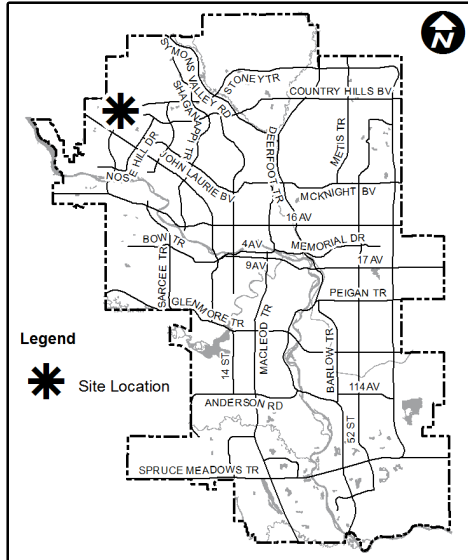 N
SYMONS VALLEY RD
STONEY TR
SHAGANAPPI TR
COUNTRY HILLS BV
METIS TR
DEERFOOT TR
NOSE HILL DR
JOHN LAURIE BV
MCKNIGHT BV
16 AV
BOW TR
4 AV
MEMORIAL DR
9 AV
17 AV
SARCEE TR
PEIGAN TR
GLENMORE TR
MACLEOD TR
BARLOW TR
14 ST
114 AV
ANDERSON RD
52 ST
SPRUCE MEADOWS TR
Legend
Site Location